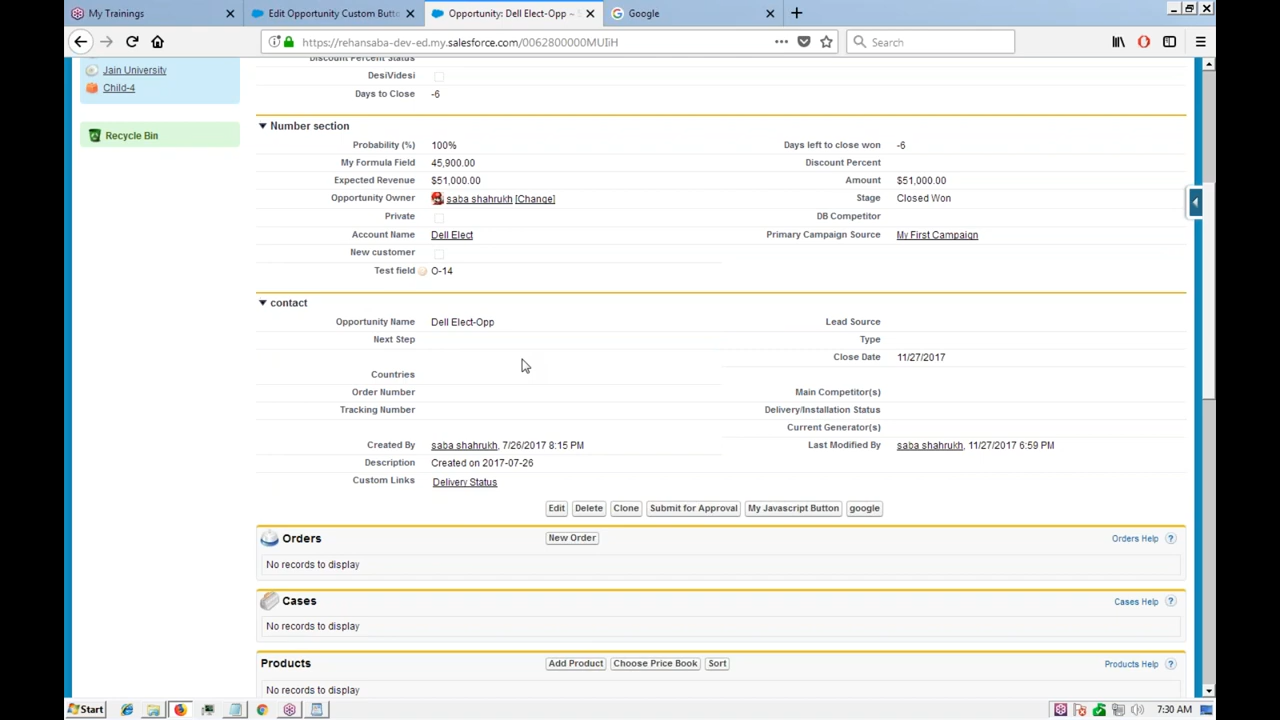 My Trainings
Edit Opportunity Custom Butto
Opportunity: Dell Elect-Opp ~
Google
https://rehansaba-dev-ed.my.salesforce.com/0062800000MUIiH
Search
Jain University
Child-4
Recycle Bin
Discount Percent Status
DesiVidesi
Days to Close -6
Number section
Probability (%) 100% Days left to close won -6
My Formula Field 45,900.00 Discount Percent
Expected Revenue $51,000.00 Amount $51,000.00
Opportunity Owner saba shahrukh [Change] Stage Closed Won
Private DB Competitor
Account Name Dell Elect Primary Campaign Source My First Campaign
New customer
Test field O-14
contact
Opportunity Name Dell Elect-Opp Lead Source
Next Step Type
Close Date 11/27/2017
Countries
Order Number Main Competitor(s)
Tracking Number Delivery/Installation Status
Current Generator(s)
Created By saba shahrukh, 7/26/2017 8:15 PM Last Modified By saba shahrukh, 11/27/2017 6:59 PM
Description Created on 2017-07-26
Custom Links Delivery Status
Edit Delete Clone Submit for Approval My Javascript Button google
Orders New Order Orders Help ?
No records to display
Cases Cases Help ?
No records to display
Products Add Product Choose Price Book Sort Products Help ?
No records to display
Start 7:30 AM